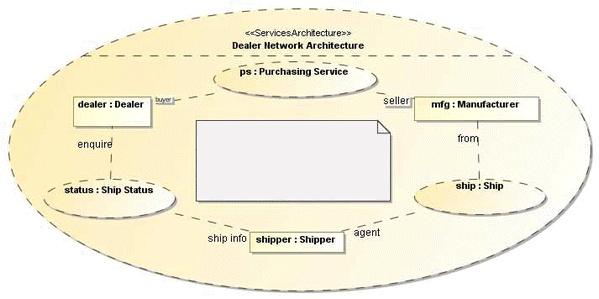 <<ServicesArchitecture>>
Dealer Network Architecture
ps : Purchasing Service
dealer : Dealer
buyer
seller
mfg : Manufacturer
enquire
from
status : Ship Status
ship : Ship
ship info
shipper : Shipper
agent